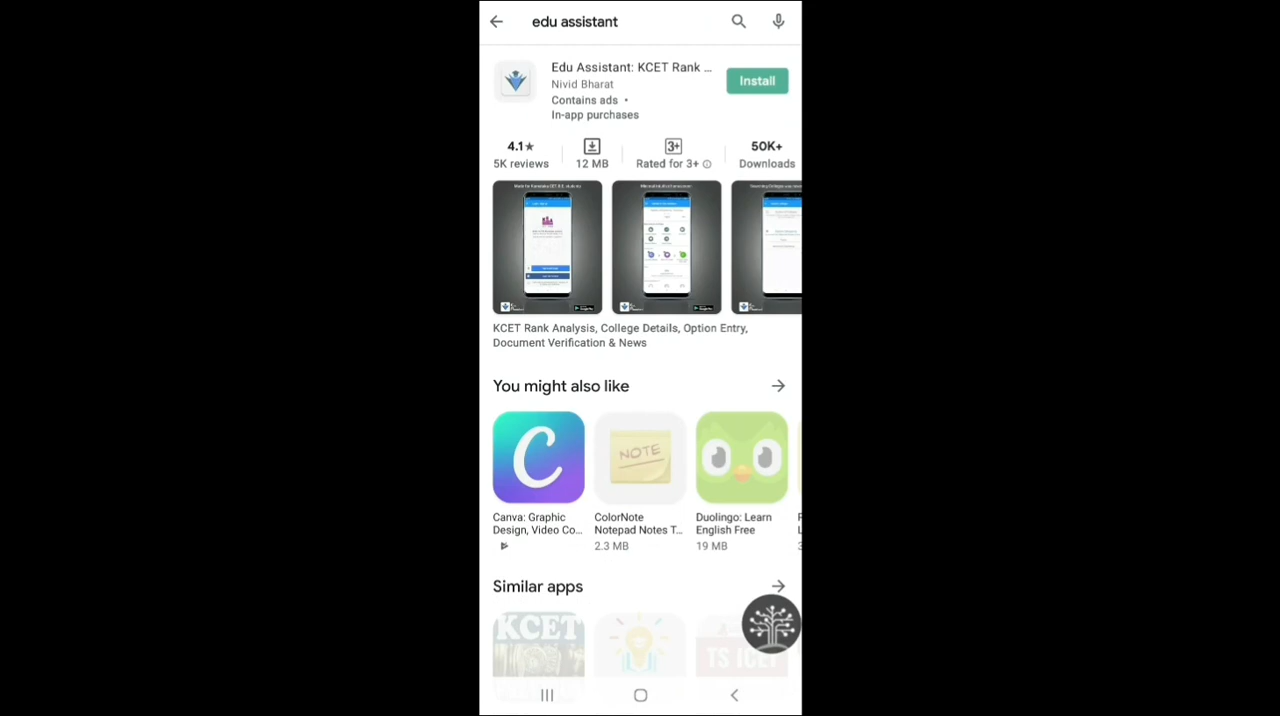 edu assistant
Edu Assistant: KCET Rank ...
Install
Nivid Bharat
Contains ads •
In-app purchases
4.1★
5K reviews
12 MB
3+
Rated for 3+
50K+
Downloads
KCET Rank Analysis, College Details, Option Entry,
Document Verification & News
You might also like
C
NOTE
Canva: Graphic
Design, Video Co...
ColorNote
Notepad Notes T...
2.3 MB
Duolingo: Learn
English Free
19 MB
Similar apps
KCET
TS ICET